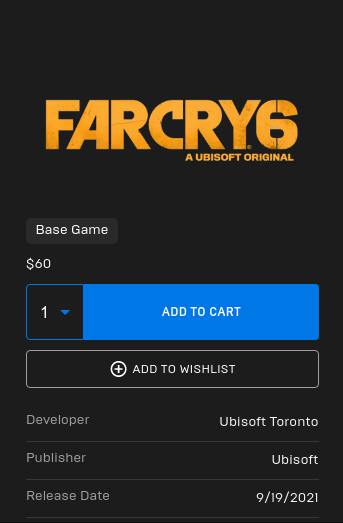 FARCRY6
A UBISOFT ORIGINAL
Base Game
$60
1 ADD TO CART
ADD TO WISHLIST
Developer Ubisoft Toronto
Publisher Ubisoft
Release Date 9/19/2021